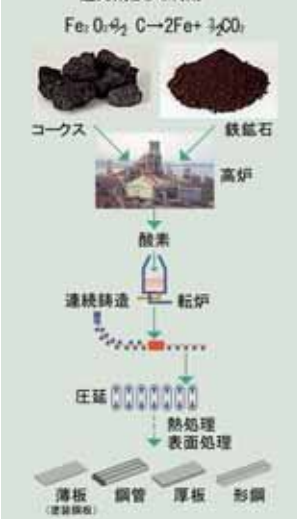 Fe₂O₃+³⁄₂ C→2Fe+ ³⁄₂CO₂
コークス 鉄鉱石
高炉
酸素
連続鋳造 転炉
圧延
熱処理
表面処理
薄板 鋼管 厚板 形鋼
(塗装鋼板)